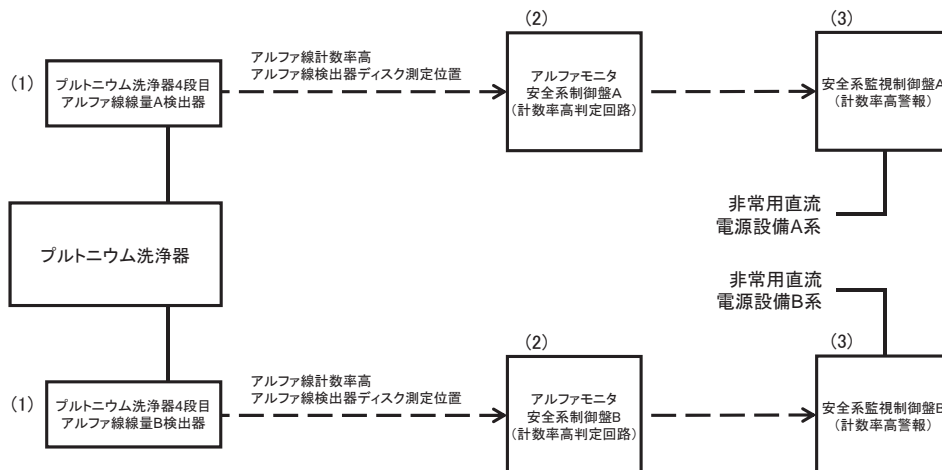 (1)
プルトニウム洗浄器4段目
アルファ線線量A検出器
アルファ線計数率高
アルファ線検出器ディスク測定位置
(2)
アルファモニタ
安全系制御盤A
(計数率高判定回路)
(3)
安全系監視制御盤A
(計数率高警報)
非常用直流
電源設備A系
プルトニウム洗浄器
非常用直流
電源設備B系
(1)
プルトニウム洗浄器4段目
アルファ線線量B検出器
アルファ線計数率高
アルファ線検出器ディスク測定位置
(2)
アルファモニタ
安全系制御盤B
(計数率高判定回路)
(3)
安全系監視制御盤B
(計数率高警報)